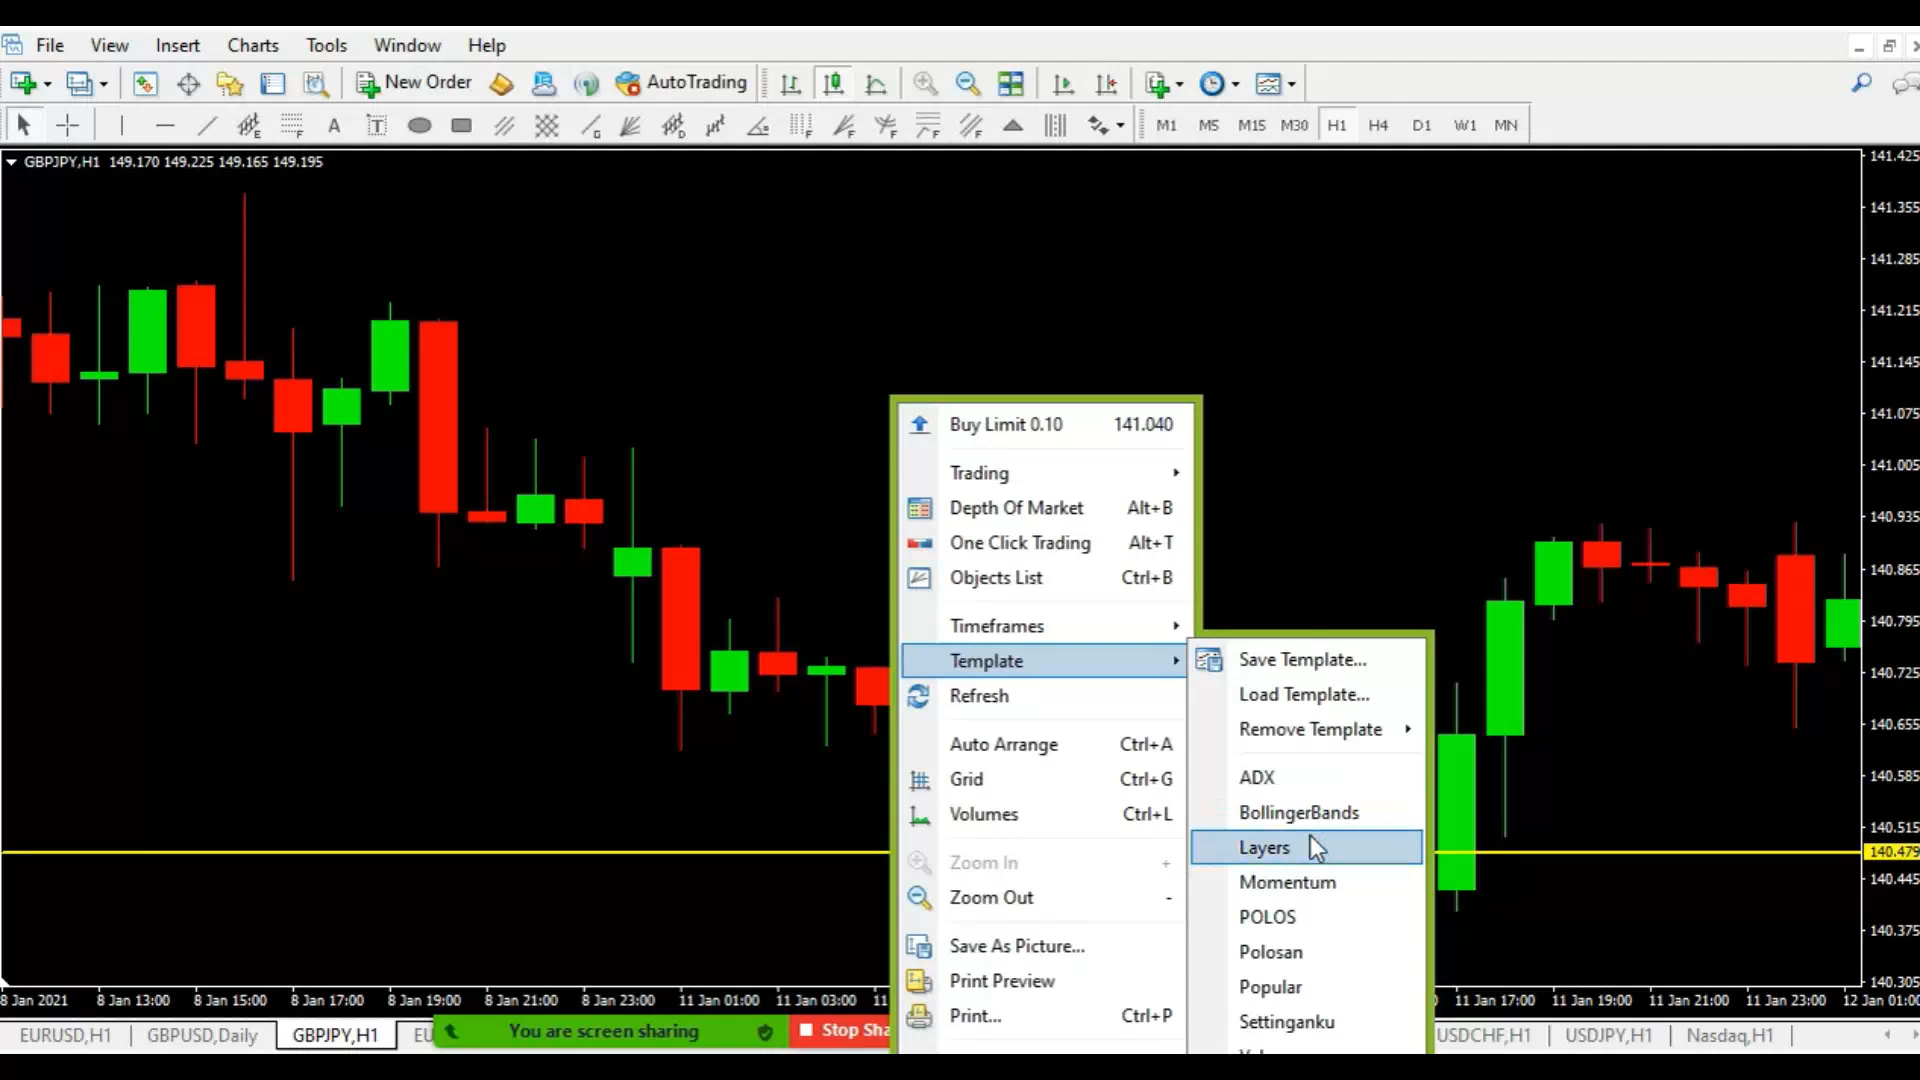 File View Insert Charts Tools Window Help
New Order AutoTrading
A T M1 M5 M15 M30 H1 H4 D1 W1 MN
GBPJPY,H1 149.170 149.225 149.165 149.195
141.425
141.355
141.285
141.215
141.145
141.075
141.005
140.935
140.865
140.795
140.725
140.655
140.585
140.515
140.479
140.445
140.375
140.305
Buy Limit 0.10 141.040
Trading
Depth Of Market Alt+B
One Click Trading Alt+T
Objects List Ctrl+B
Timeframes
Template
Refresh
Auto Arrange Ctrl+A
Grid Ctrl+G
Volumes Ctrl+L
Zoom In +
Zoom Out -
Save As Picture...
Print Preview
Print... Ctrl+P
Save Template...
Load Template...
Remove Template
ADX
BollingerBands
Layers
Momentum
POLOS
Polosan
Popular
Settinganku
8 Jan 2021 8 Jan 13:00 8 Jan 15:00 8 Jan 17:00 8 Jan 19:00 8 Jan 21:00 8 Jan 23:00 11 Jan 01:00 11 Jan 03:00 11 11 Jan 17:00 11 Jan 19:00 11 Jan 21:00 11 Jan 23:00 12 Jan 01:00
EURUSD,H1 GBPUSD,Daily GBPJPY,H1 EU You are screen sharing Stop Sha USDCHF,H1 USDJPY,H1 Nasdaq,H1